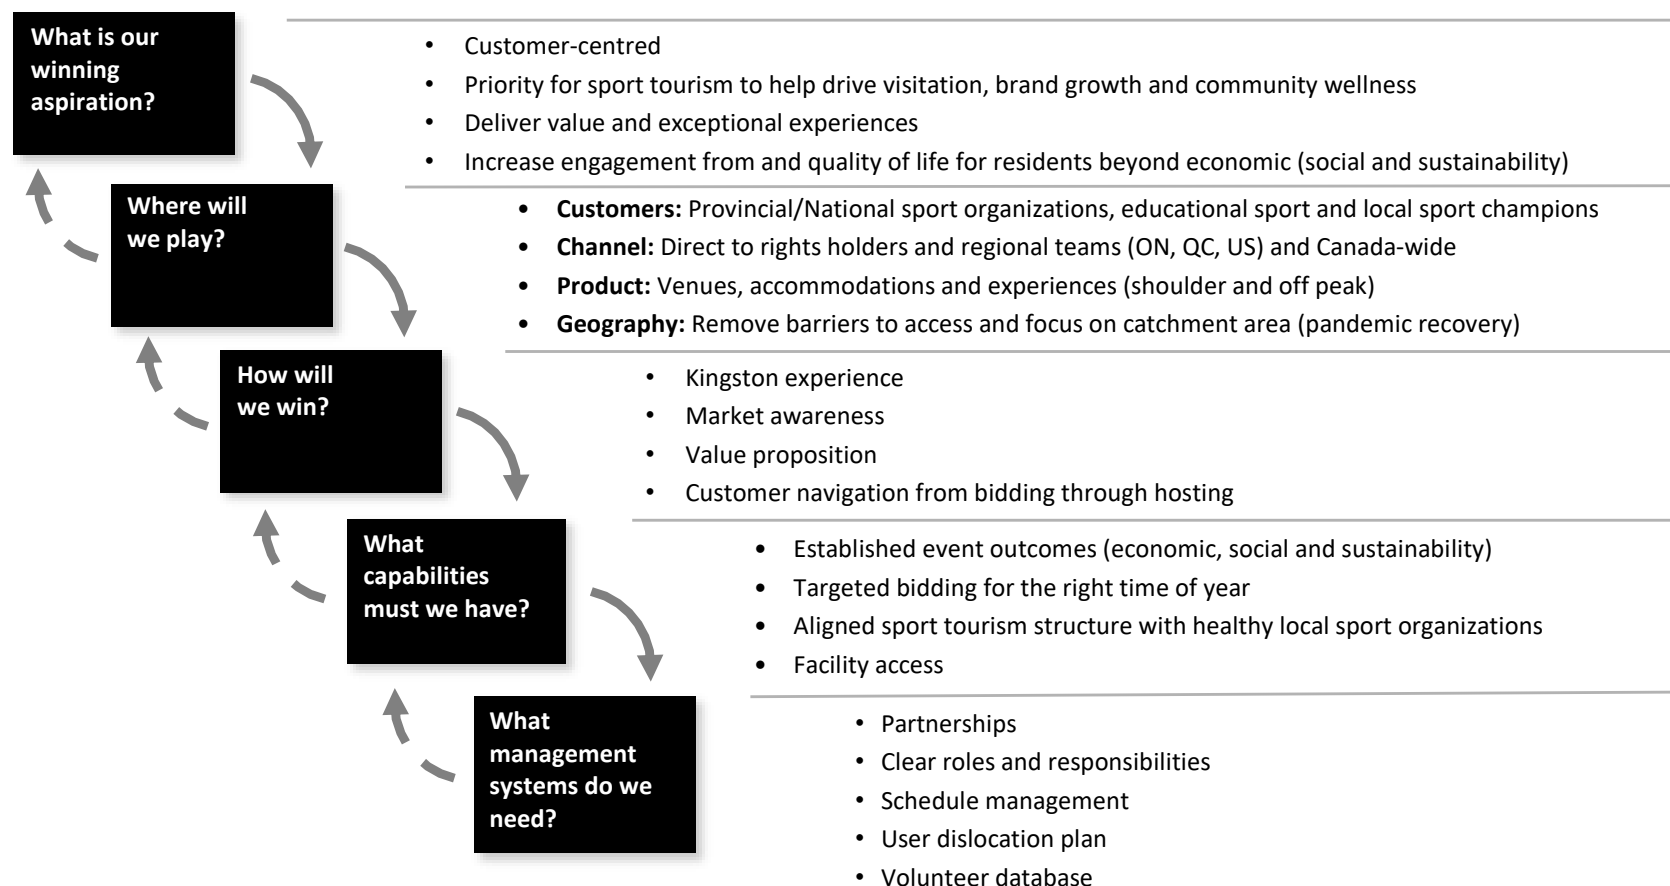 What is our
winning
aspiration?
• Customer-centred
• Priority for sport tourism to help drive visitation, brand growth and community wellness
• Deliver value and exceptional experiences
• Increase engagement from and quality of life for residents beyond economic (social and sustainability)
Where will
we play?
• Customers: Provincial/National sport organizations, educational sport and local sport champions
• Channel: Direct to rights holders and regional teams (ON, QC, US) and Canada-wide
• Product: Venues, accommodations and experiences (shoulder and off peak)
• Geography: Remove barriers to access and focus on catchment area (pandemic recovery)
How will
we win?
• Kingston experience
• Market awareness
• Value proposition
• Customer navigation from bidding through hosting
What
capabilities
must we have?
• Established event outcomes (economic, social and sustainability)
• Targeted bidding for the right time of year
• Aligned sport tourism structure with healthy local sport organizations
• Facility access
What
management
systems do we
need?
• Partnerships
• Clear roles and responsibilities
• Schedule management
• User dislocation plan
• Volunteer database